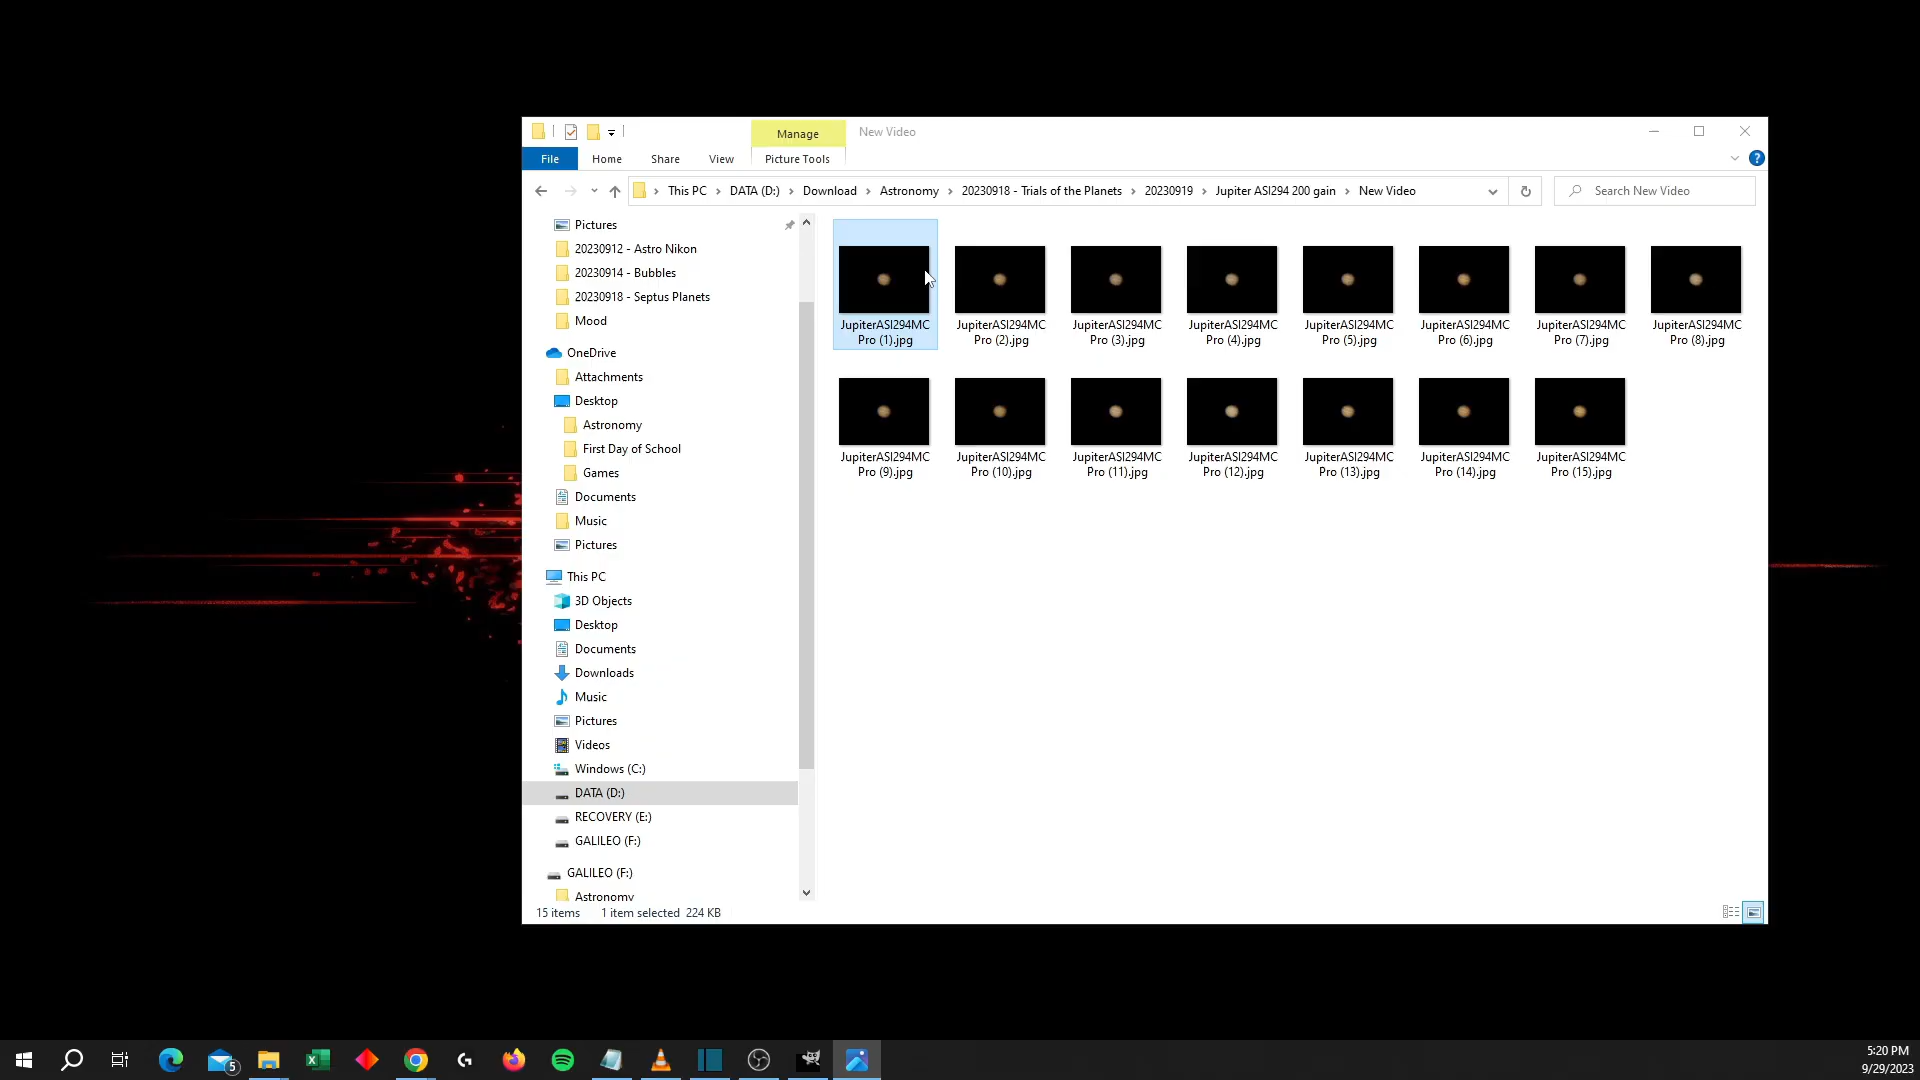 Manage
New Video
File
Home
Share
View
Picture Tools
This PC
DATA (D:)
Download
Astronomy
20230918 - Trials of the Planets
20230919
Jupiter ASI294 200 gain
New Video
Search New Video
Pictures
20230912 - Astro Nikon
20230914 - Bubbles
20230918 - Septus Planets
Mood
OneDrive
Attachments
Desktop
Astronomy
First Day of School
Games
Documents
Music
Pictures
This PC
3D Objects
Desktop
Documents
Downloads
Music
Pictures
Videos
Windows (C:)
DATA (D:)
RECOVERY (E:)
GALILEO (F:)
GALILEO (F:)
Astronomy
JupiterASI294MC
Pro (1).jpg
JupiterASI294MC
Pro (2).jpg
JupiterASI294MC
Pro (3).jpg
JupiterASI294MC
Pro (4).jpg
JupiterASI294MC
Pro (5).jpg
JupiterASI294MC
Pro (6).jpg
JupiterASI294MC
Pro (7).jpg
JupiterASI294MC
Pro (8).jpg
JupiterASI294MC
Pro (9).jpg
JupiterASI294MC
Pro (10).jpg
JupiterASI294MC
Pro (11).jpg
JupiterASI294MC
Pro (12).jpg
JupiterASI294MC
Pro (13).jpg
JupiterASI294MC
Pro (14).jpg
JupiterASI294MC
Pro (15).jpg
15 items
1 item selected 224 KB
5
5:20 PM
9/29/2023